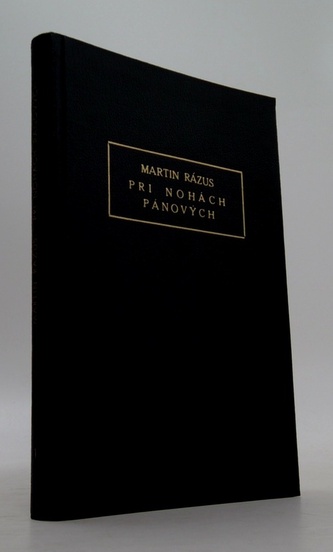 MARTIN RÁZUS
PRI NOHÁCH
PÁNOVÝCH